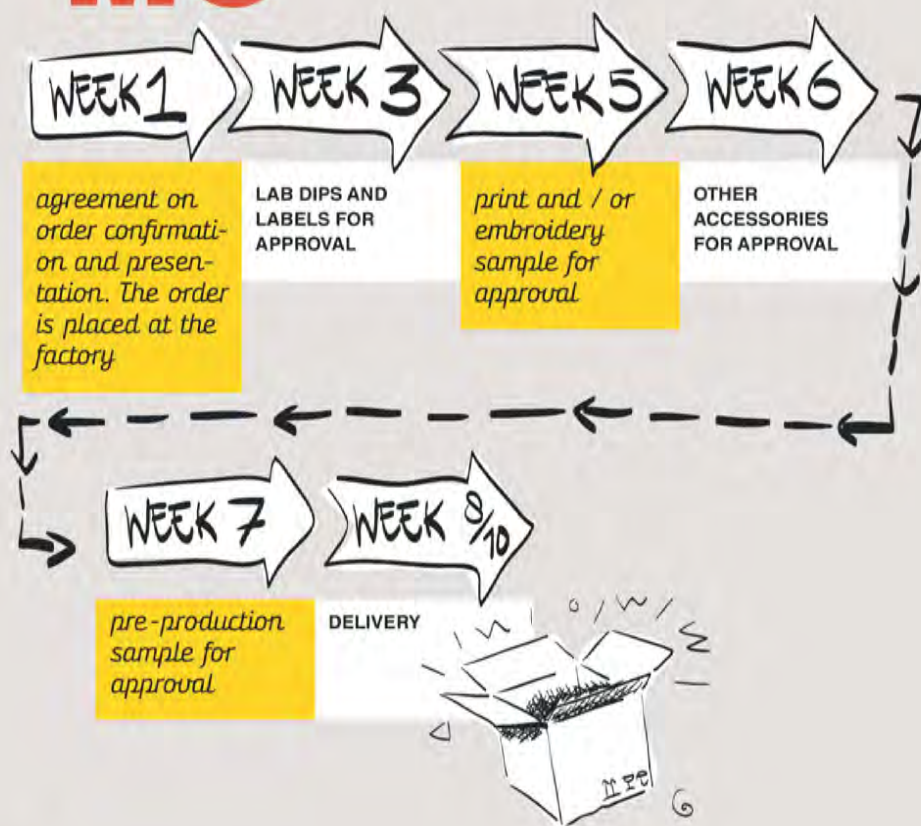 WEEK 1
WEEK 3
WEEK 5
WEEK 6
agreement on
order confirmati-
on and presen-
tation. The order
is placed at the
factory
LAB DIPS AND
LABELS FOR
APPROVAL
print and / or
embroidery
sample for
approval
OTHER
ACCESSORIES
FOR APPROVAL
WEEK 7
WEEK 8/10
pre-production
sample for
approval
DELIVERY